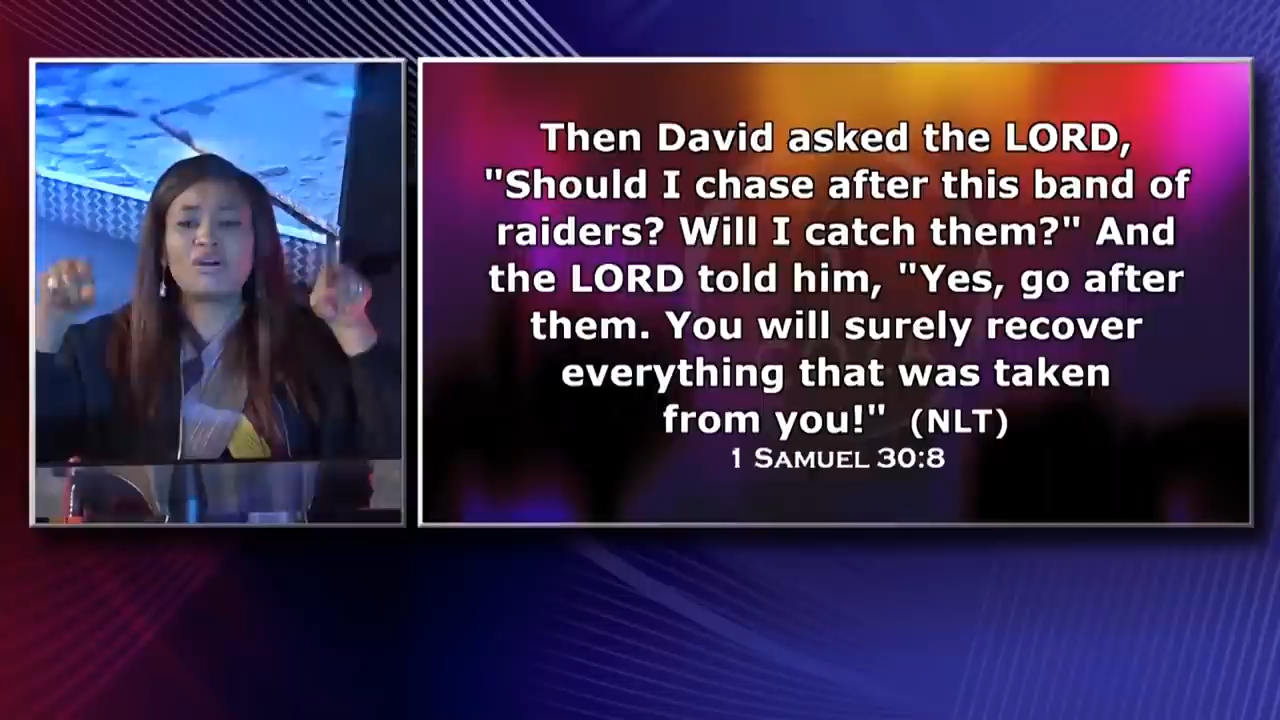 Then David asked the LORD,
"Should I chase after this band of
raiders? Will I catch them?" And
the LORD told him, "Yes, go after
them. You will surely recover
everything that was taken
from you!" (NLT)
1 SAMUEL 30:8